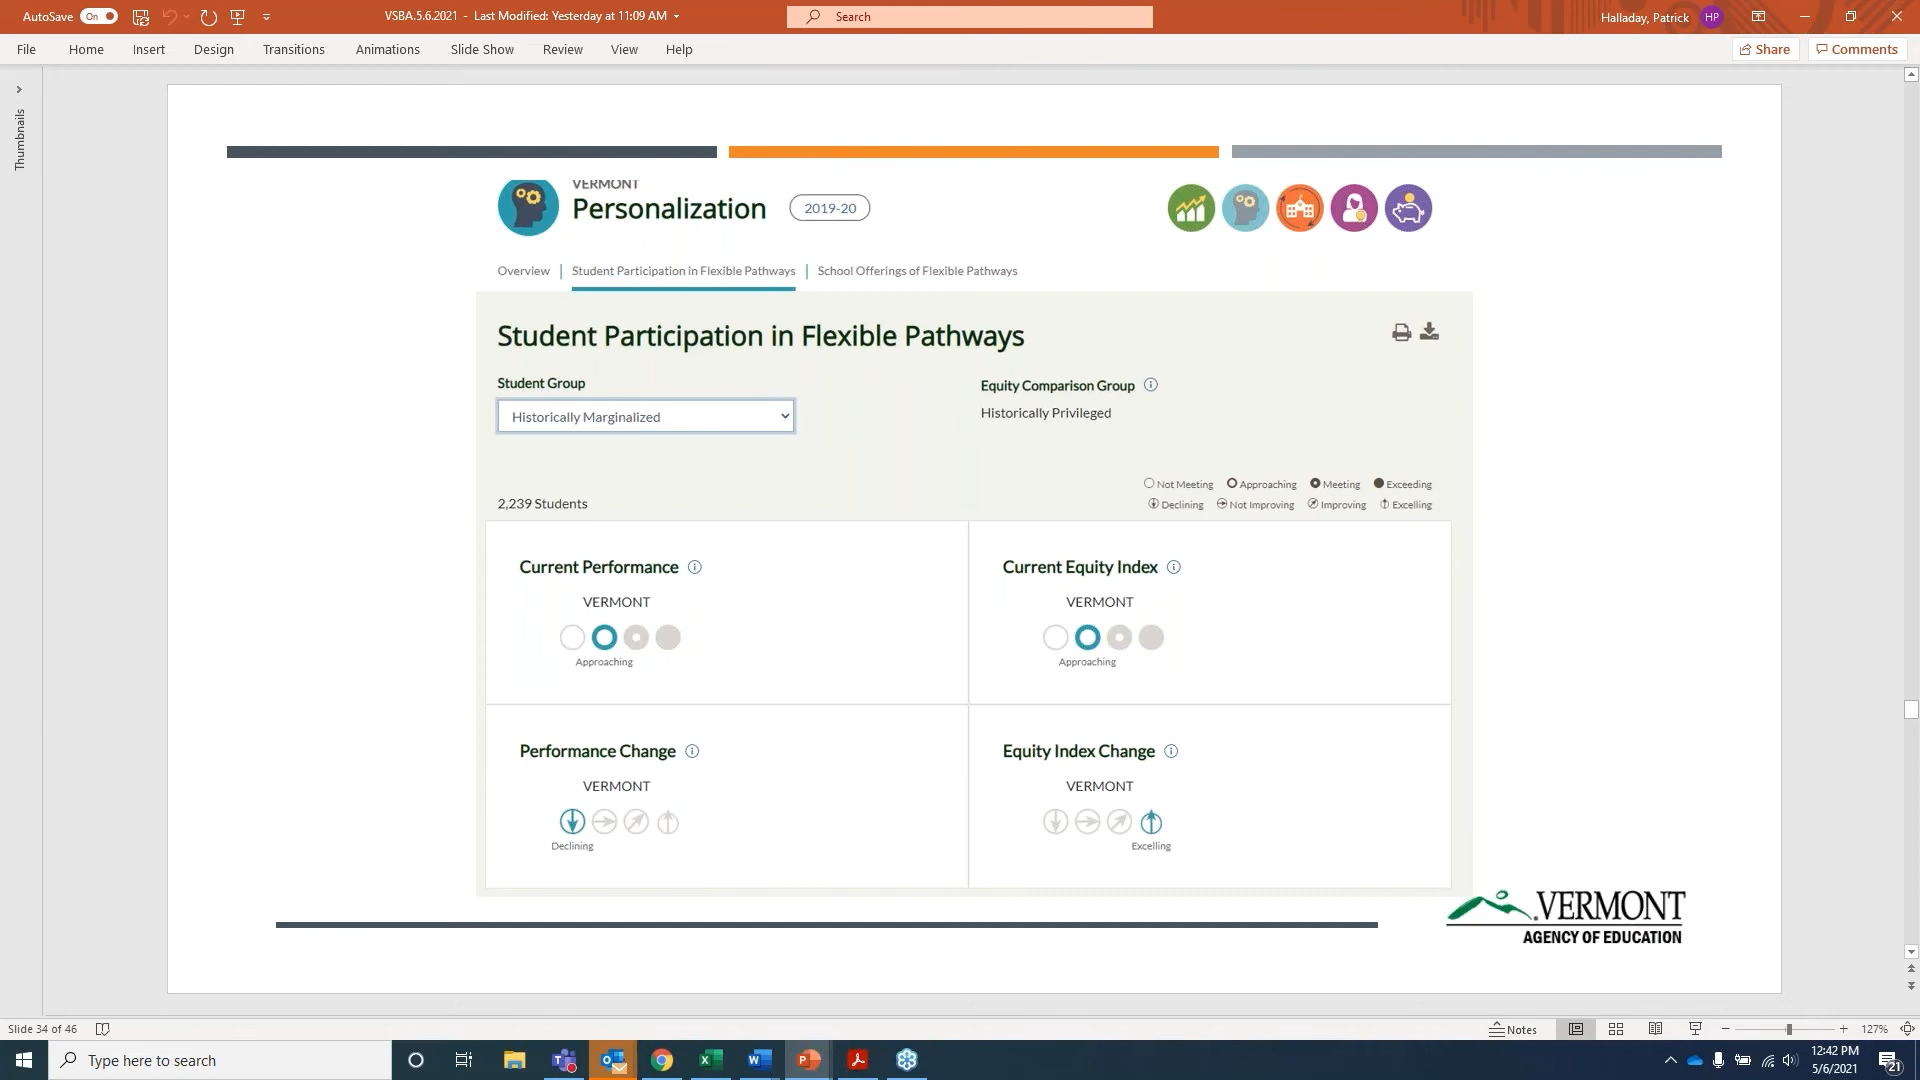 AutoSave On VSBA.5.6.2021 - Last Modified: Yesterday at 11:09 AM Search Halladay, Patrick HP
File Home Insert Design Transitions Animations Slide Show Review View Help Share Comments
Thumbnails
VERMONT
Personalization 2019-20
Overview Student Participation in Flexible Pathways School Offerings of Flexible Pathways
Student Participation in Flexible Pathways
Student Group
Historically Marginalized
Equity Comparison Group
Historically Privileged
2,239 Students
Not Meeting Approaching Meeting Exceeding
Declining Not Improving Improving Excelling
Current Performance
VERMONT
Approaching
Current Equity Index
VERMONT
Approaching
Performance Change
VERMONT
Declining
Equity Index Change
VERMONT
Excelling
VERMONT
AGENCY OF EDUCATION
Slide 34 of 46 Notes 127%
Type here to search
12:42 PM
5/6/2021
21